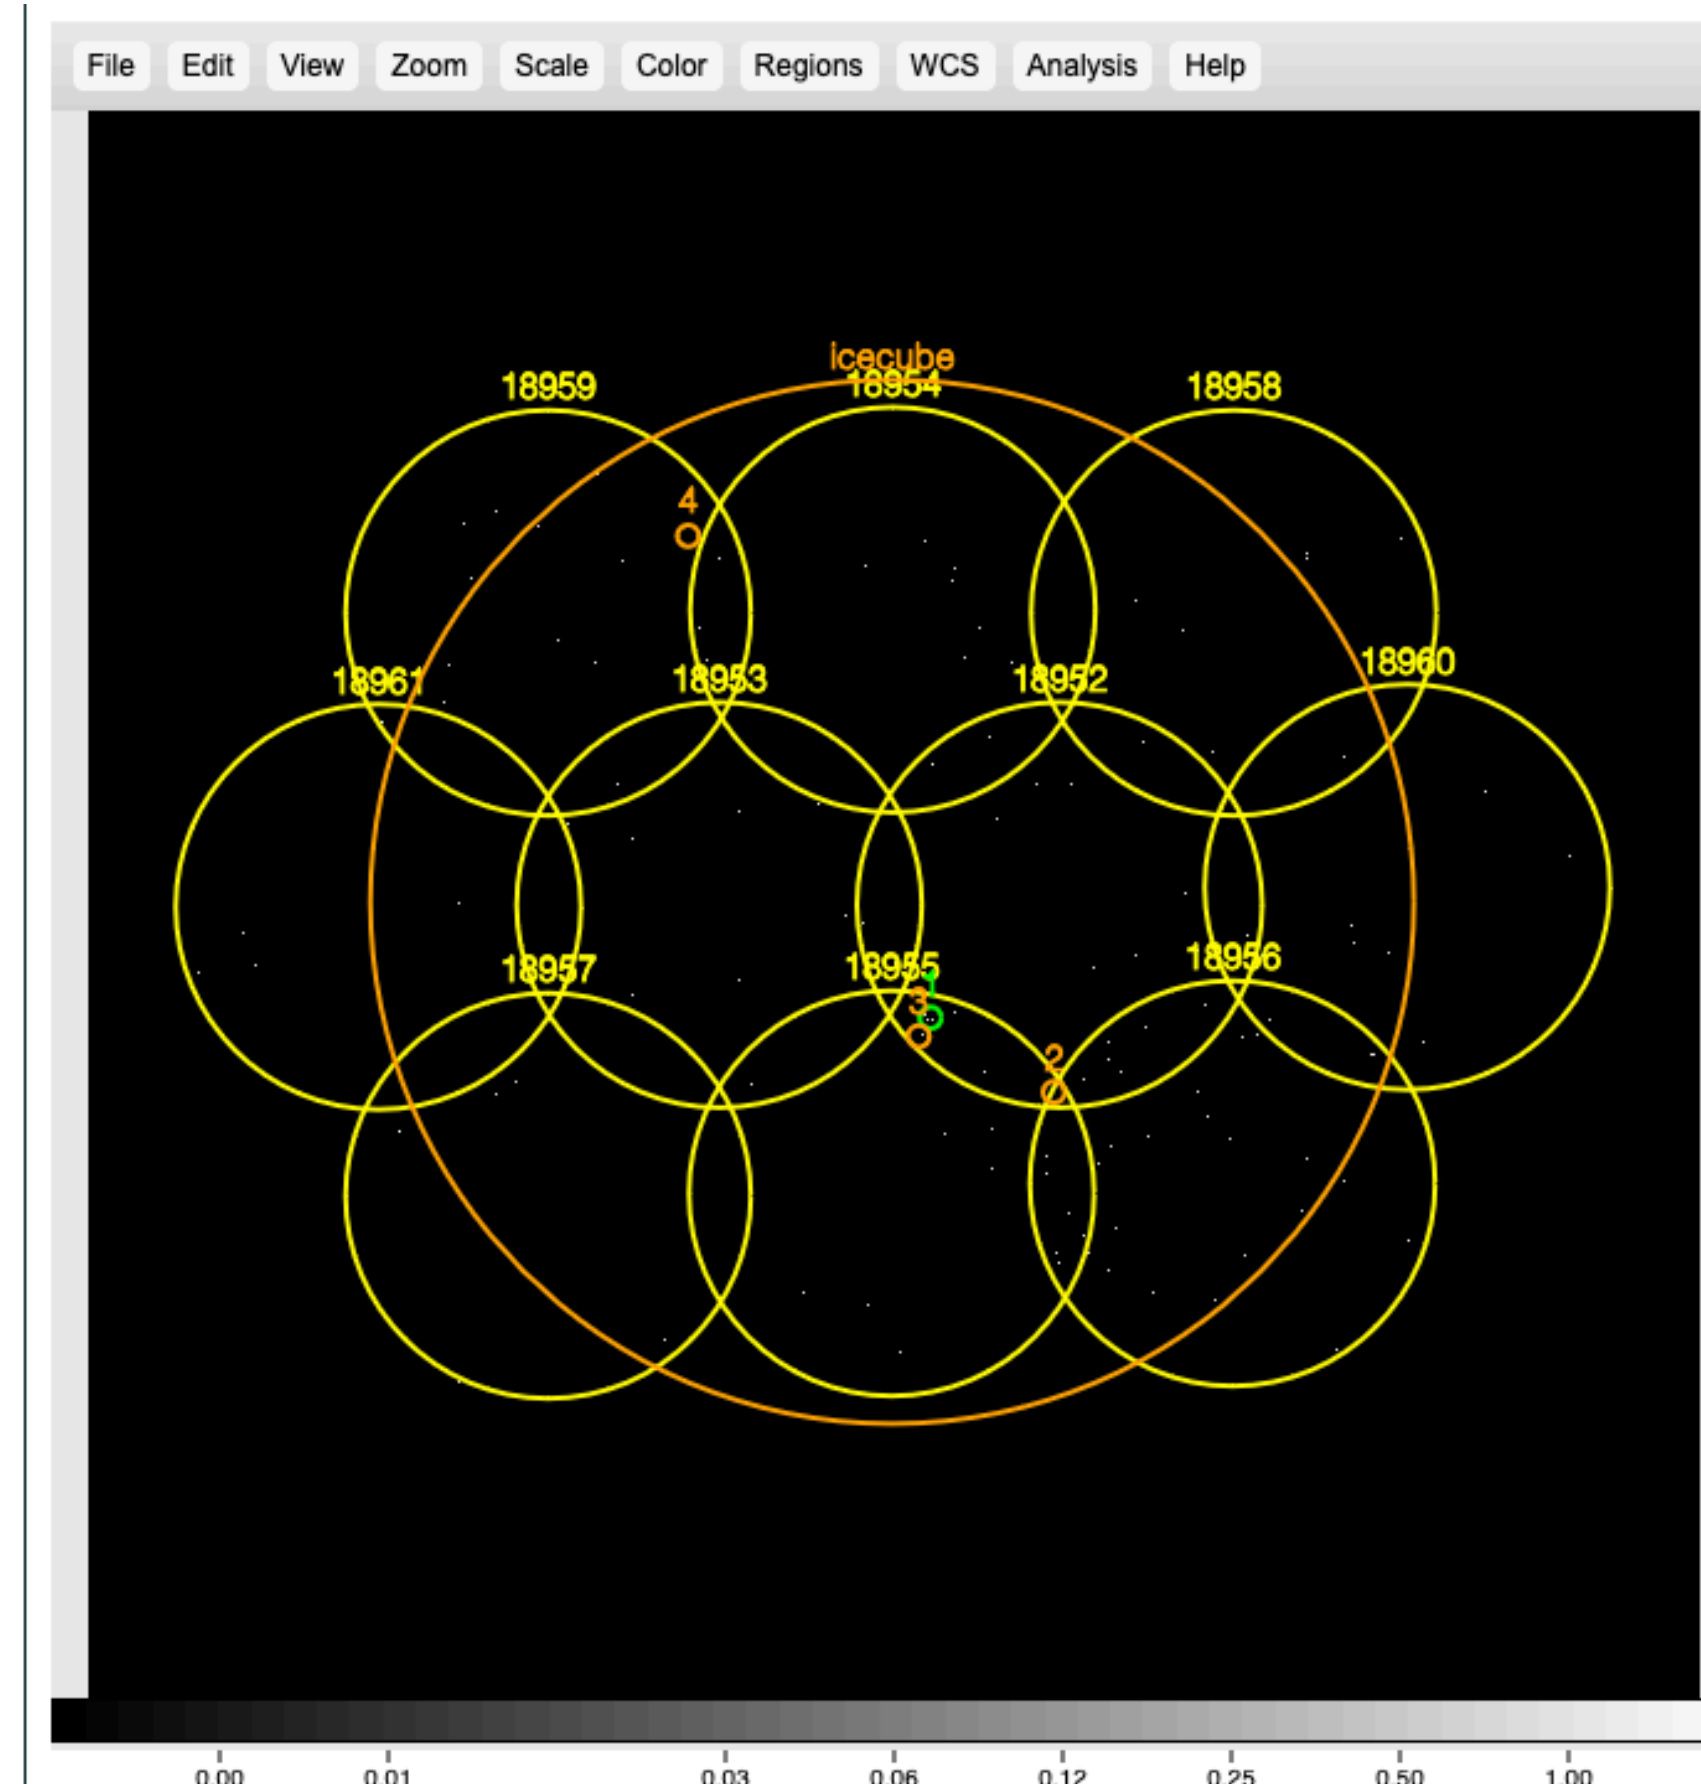 File Edit View Zoom Scale Color Regions WCS Analysis Help
icecube
18959 18954 18958
4
18961 18953 18952 18960
18957 18955 18956
1
3
2
0.00 0.01 0.03 0.06 0.12 0.25 0.50 1.00